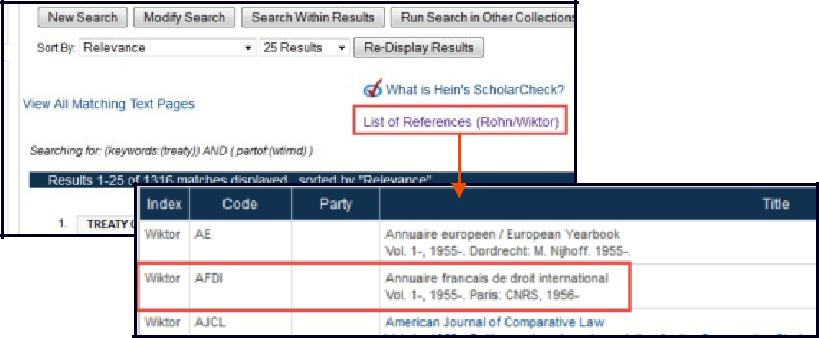 New Search Modify Search Search Within Results Run Search in Other Collections
Sort By: Relevance 25 Results Re-Display Results
What is Hein's ScholarCheck?
View All Matching Text Pages
List of References (Rohn/Wiktor)
Searching for: (keywords:(treaty)) AND ( partof:(wtimd) )
Results 1-25 of 1316 matches displayed, sorted by "Relevance"
1. TREATY
Index Code Party Title
Wiktor AE Annuaire europeen / European Yearbook
Vol. 1-, 1955-. Dordrecht: M. Nijhoff. 1955-.
Wiktor AFDI Annuaire francais de droit international
Vol. 1-, 1955-. Paris: CNRS, 1956-
Wiktor AJCL American Journal of Comparative Law